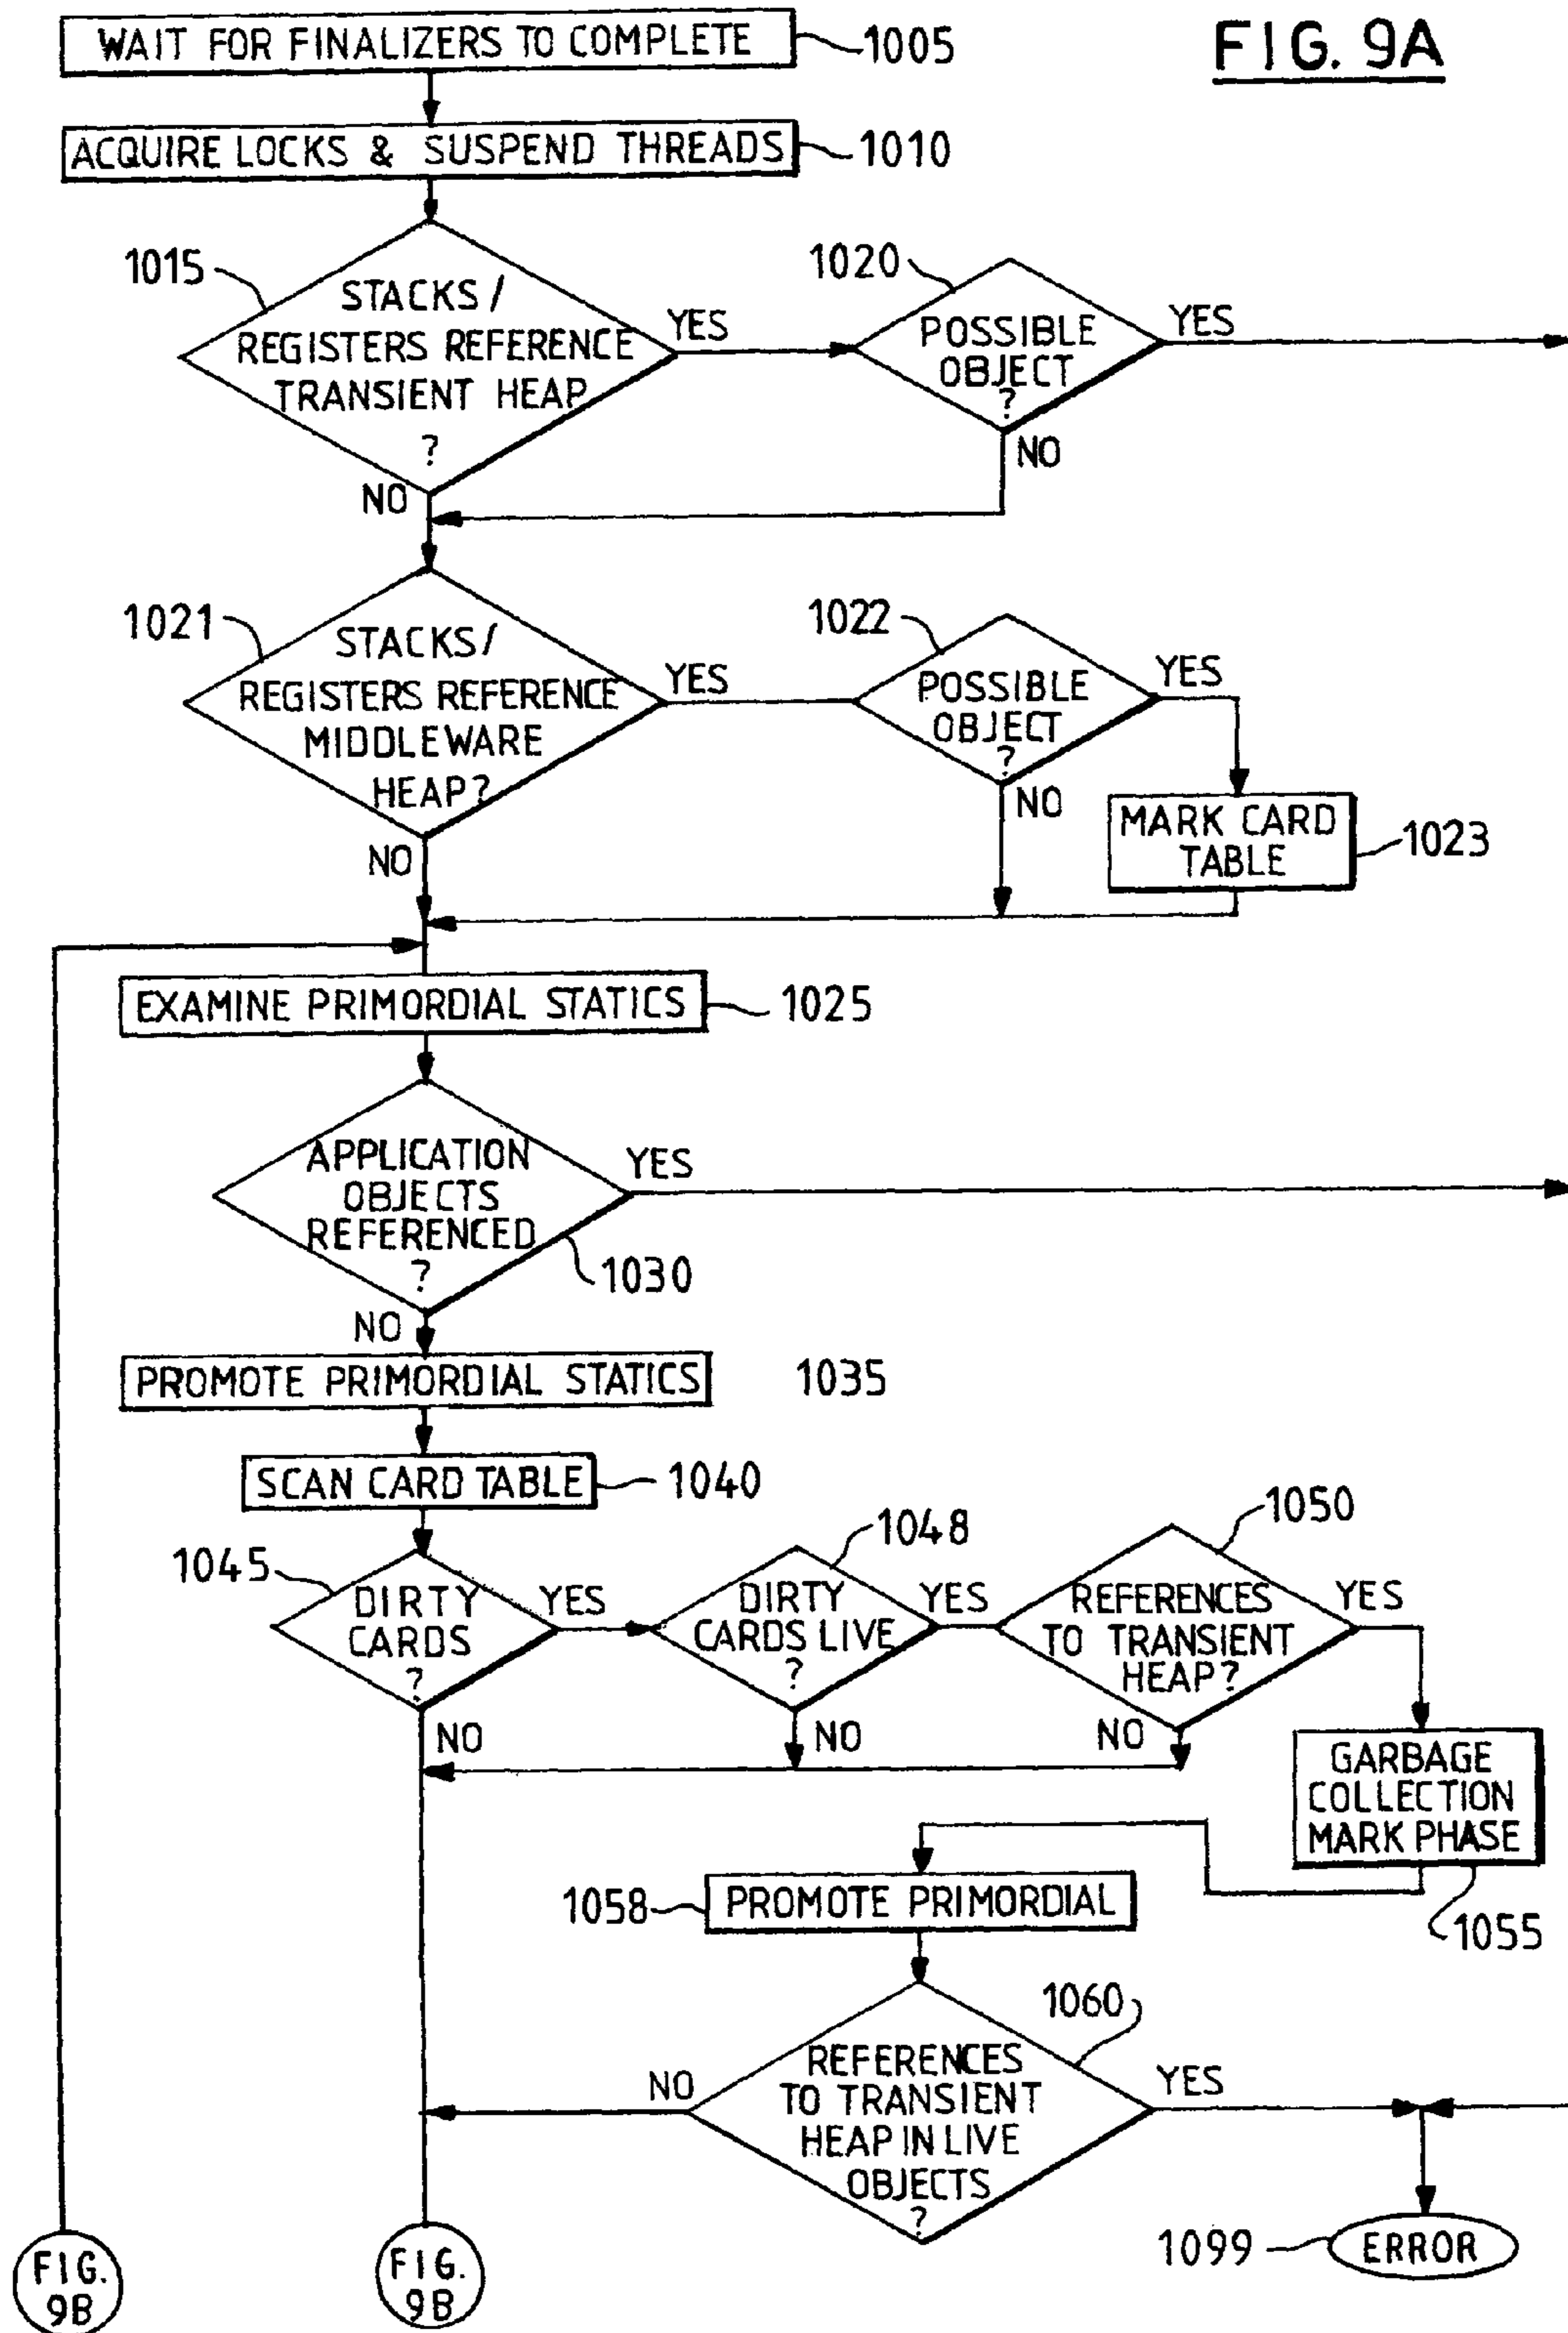 FIG. 9A
WAIT FOR FINALIZERS TO COMPLETE
1005
ACQUIRE LOCKS & SUSPEND THREADS
1010
1015
STACKS /
REGISTERS REFERENCE
TRANSIENT HEAP
?
YES
NO
1020
POSSIBLE
OBJECT
?
YES
NO
1021
STACKS/
REGISTERS REFERENCE
MIDDLEWARE
HEAP?
YES
NO
1022
POSSIBLE
OBJECT
?
YES
NO
MARK CARD
TABLE
1023
EXAMINE PRIMORDIAL STATICS
1025
APPLICATION
OBJECTS
REFERENCED
?
YES
1030
NO
PROMOTE PRIMORDIAL STATICS
1035
SCAN CARD TABLE
1040
1045
DIRTY
CARDS
?
YES
NO
1048
DIRTY
CARDS LIVE
?
YES
NO
1050
REFERENCES
TO TRANSIENT
HEAP?
YES
NO
GARBAGE
COLLECTION
MARK PHASE
1055
1058
PROMOTE PRIMORDIAL
1060
REFERENCES
TO TRANSIENT
HEAP IN LIVE
OBJECTS
?
NO
YES
1099
ERROR
FIG.
9B
FIG.
9B